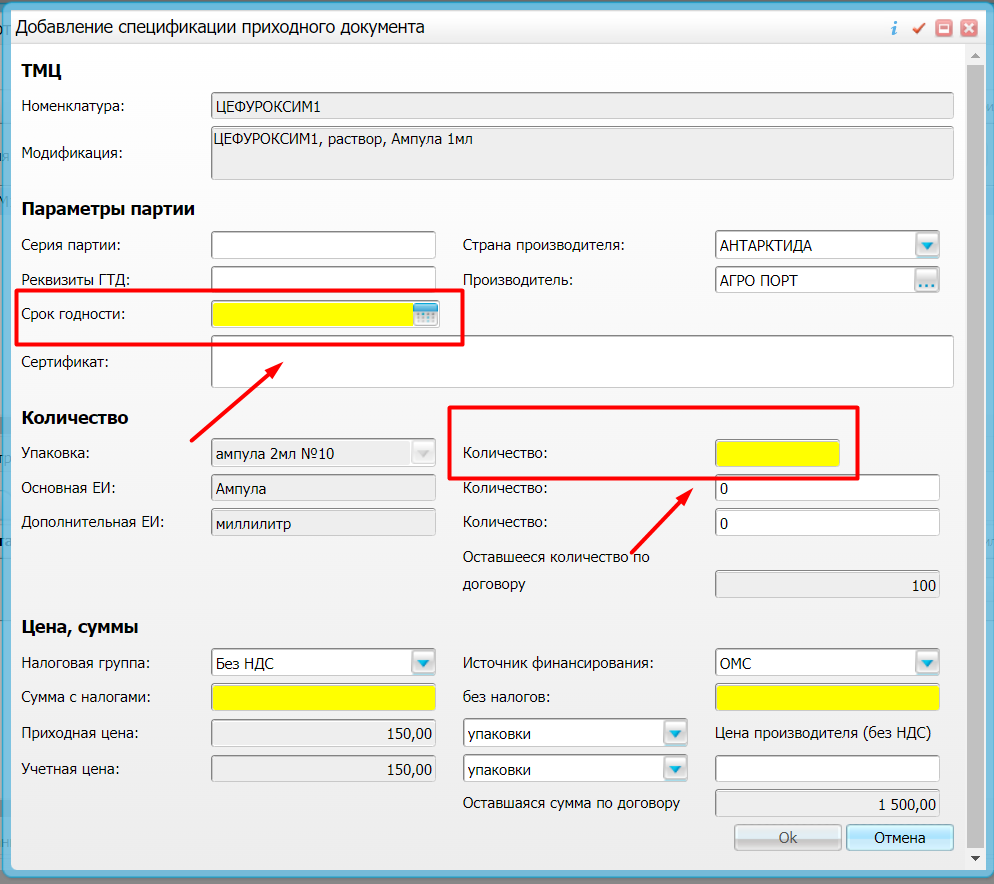 Добавление спецификации приходного документа
ТМЦ
Номенклатура: ЦЕФУРОКСИМ1
Модификация: ЦЕФУРОКСИМ1, раствор, Ампула 1мл
Параметры партии
Серия партии: Страна производителя: АНТАРКТИДА
Реквизиты ГТД: Производитель: АГРО ПОРТ ...
Срок годности:
Сертификат:
Количество
Упаковка: ампула 2мл №10 Количество:
Основная ЕИ: Ампула Количество: 0
Дополнительная ЕИ: миллилитр Количество: 0
Оставшееся количество по
договору 100
Цена, суммы
Налоговая группа: Без НДС Источник финансирования: ОМС
Сумма с налогами: без налогов:
Приходная цена: 150,00 упаковки Цена производителя (без НДС)
Учетная цена: 150,00 упаковки
Оставшаяся сумма по договору 1 500,00
Ok Отмена